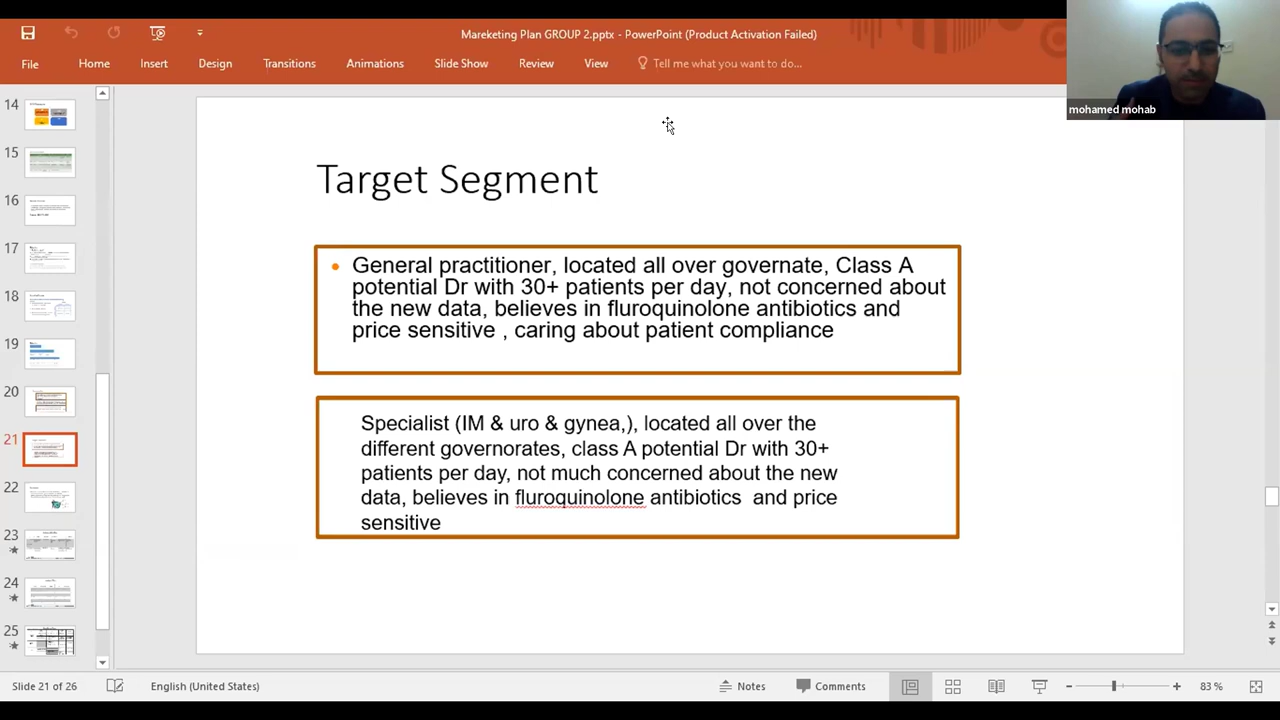 Mareketing Plan GROUP 2.pptx - PowerPoint (Product Activation Failed)
File Home Insert Design Transitions Animations Slide Show Review View Tell me what you want to do...
mohamed mohab
14
15
16
17
18
19
20
21
22
23
24
25
Target Segment
• General practitioner, located all over governate, Class A
potential Dr with 30+ patients per day, not concerned about
the new data, believes in fluroquinolone antibiotics and
price sensitive , caring about patient compliance
Specialist (IM & uro & gynea,), located all over the
different governorates, class A potential Dr with 30+
patients per day, not much concerned about the new
data, believes in fluroquinolone antibiotics and price
sensitive
Slide 21 of 26 English (United States) Notes Comments 83 %